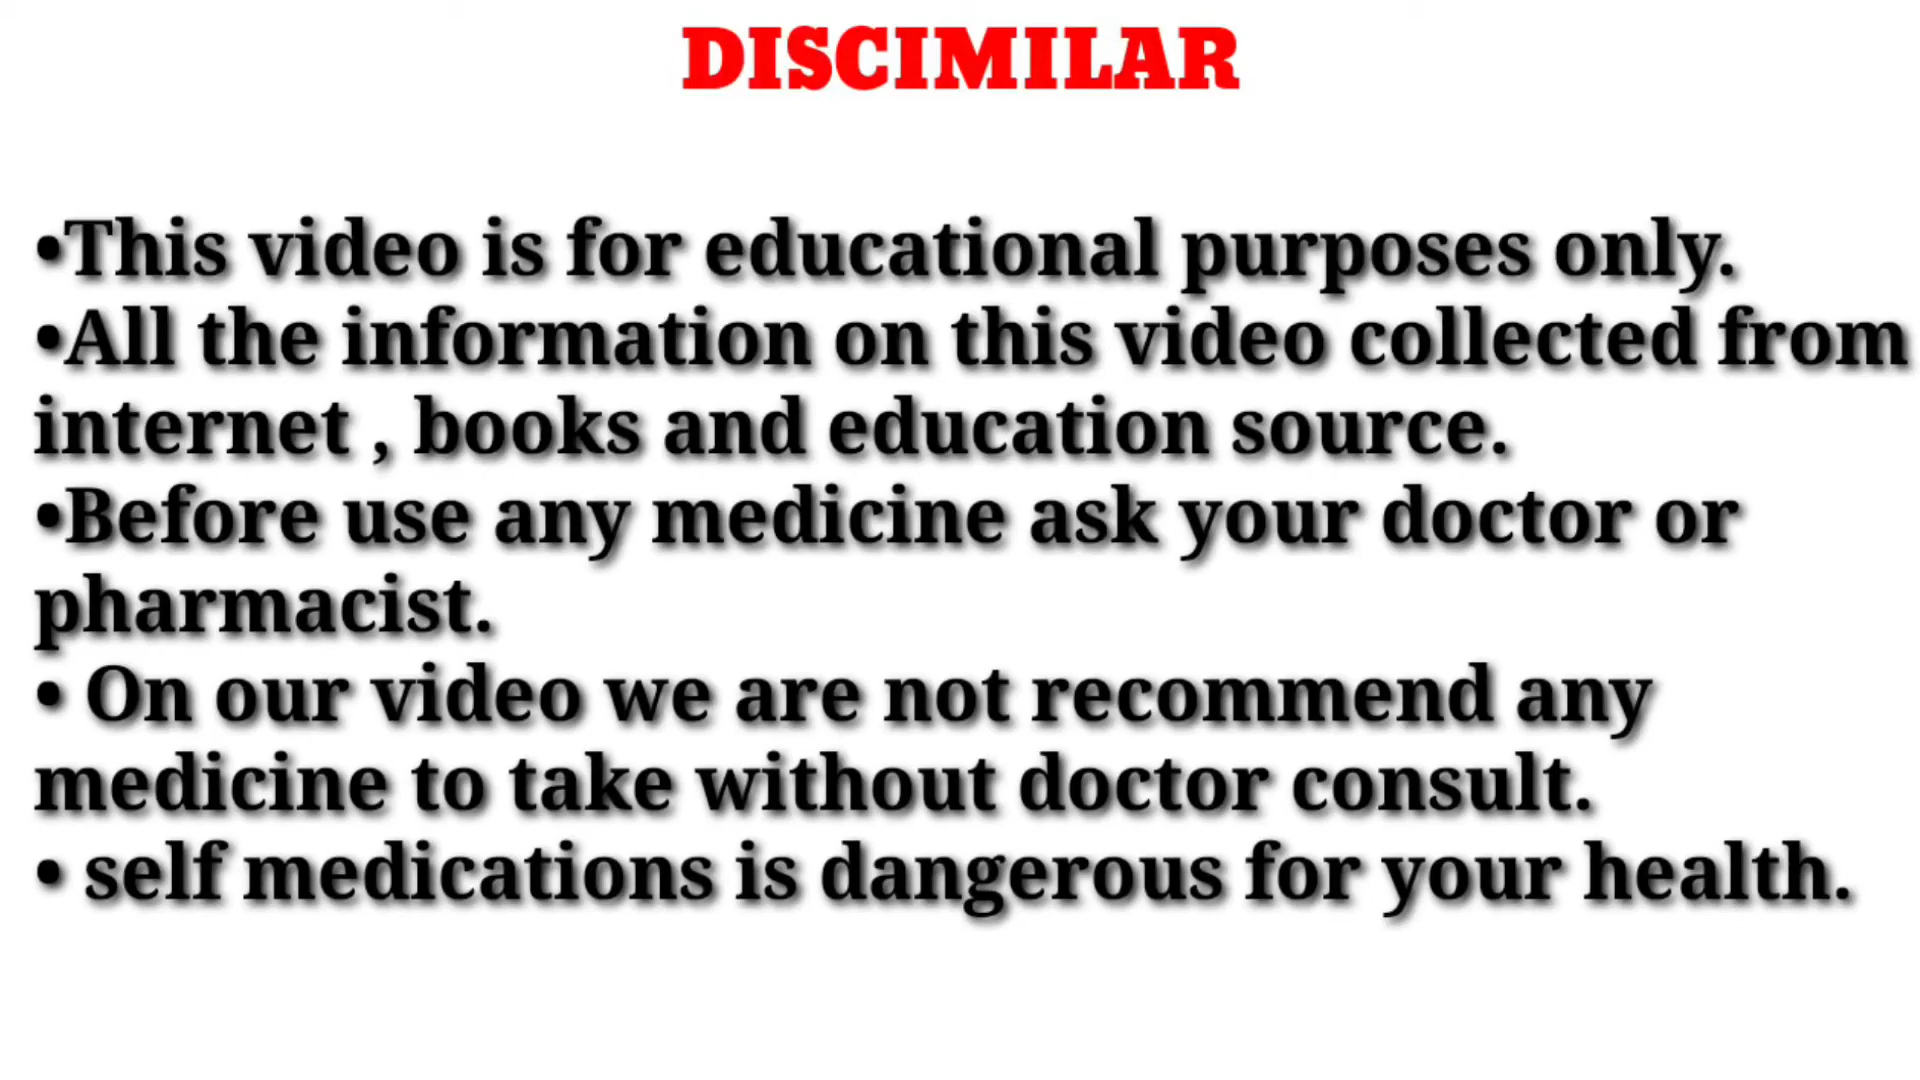 DISCIMILAR
•This video is for educational purposes only.
•All the information on this video collected from
internet , books and education source.
•Before use any medicine ask your doctor or
pharmacist.
• On our video we are not recommend any
medicine to take without doctor consult.
• self medications is dangerous for your health.